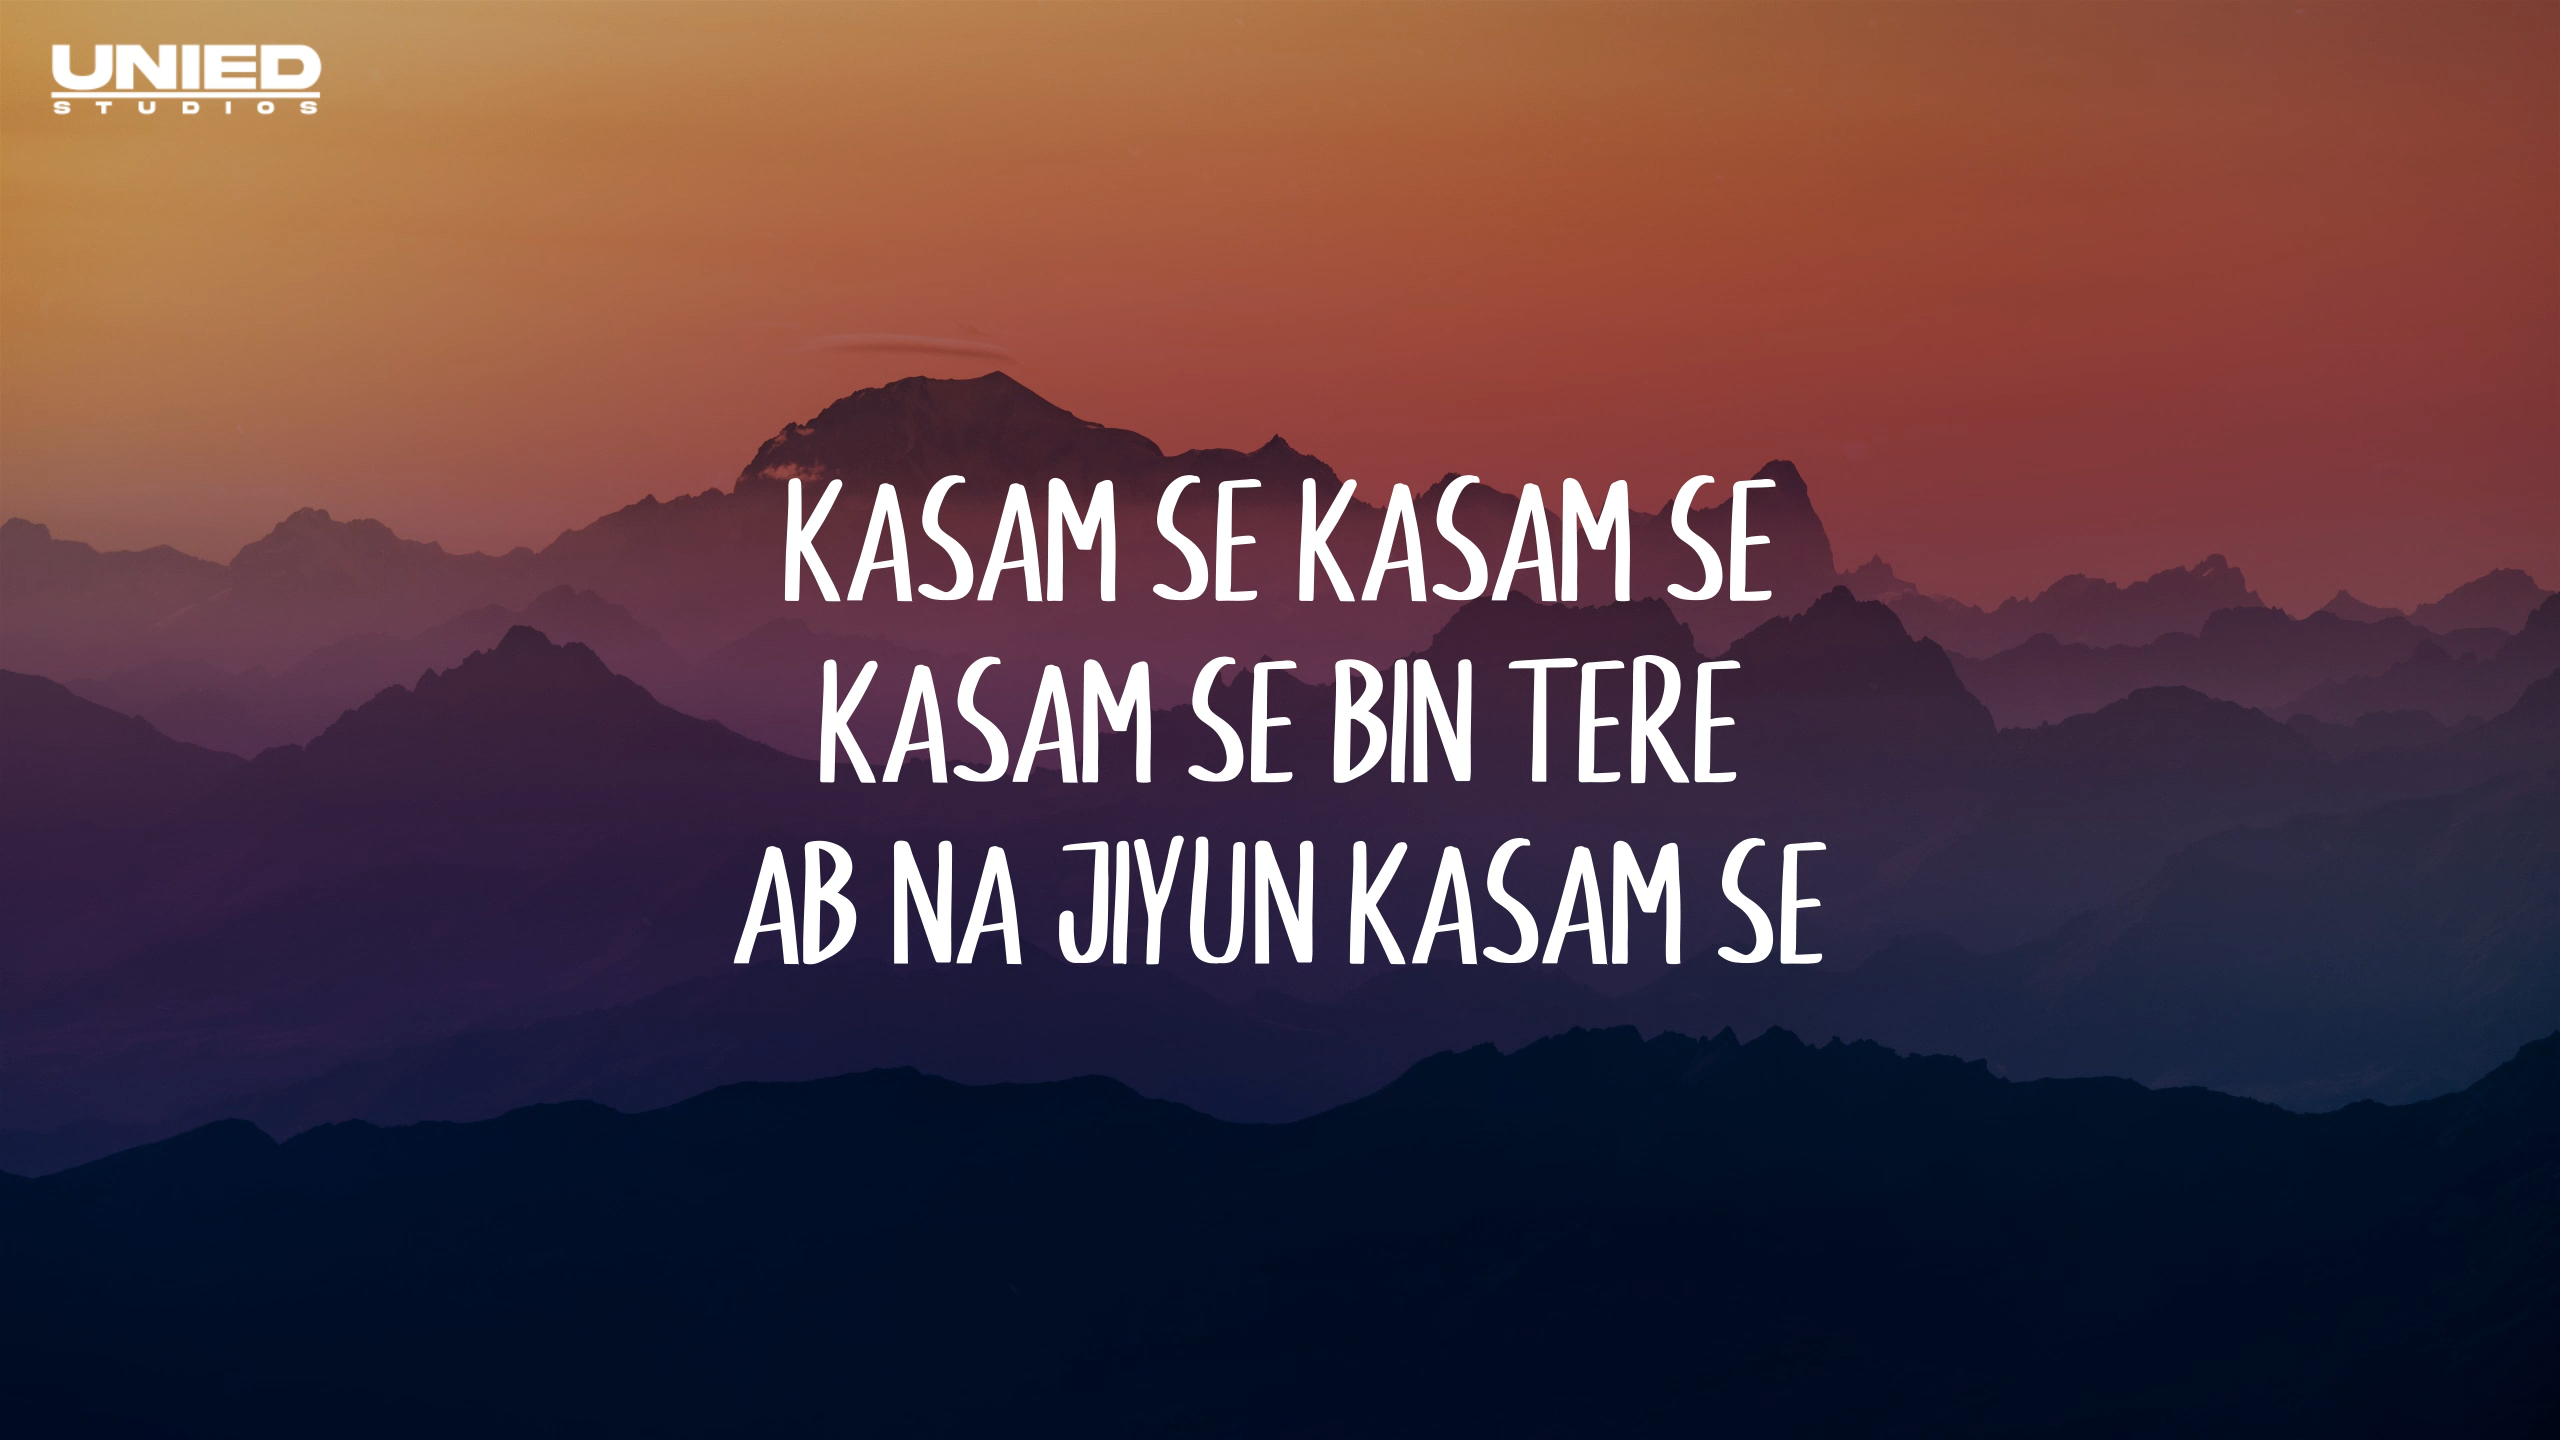 UNIED
STUDIOS
KASAM SE KASAM SE
KASAM SE BIN TERE
AB NA JIYUN KASAM SE